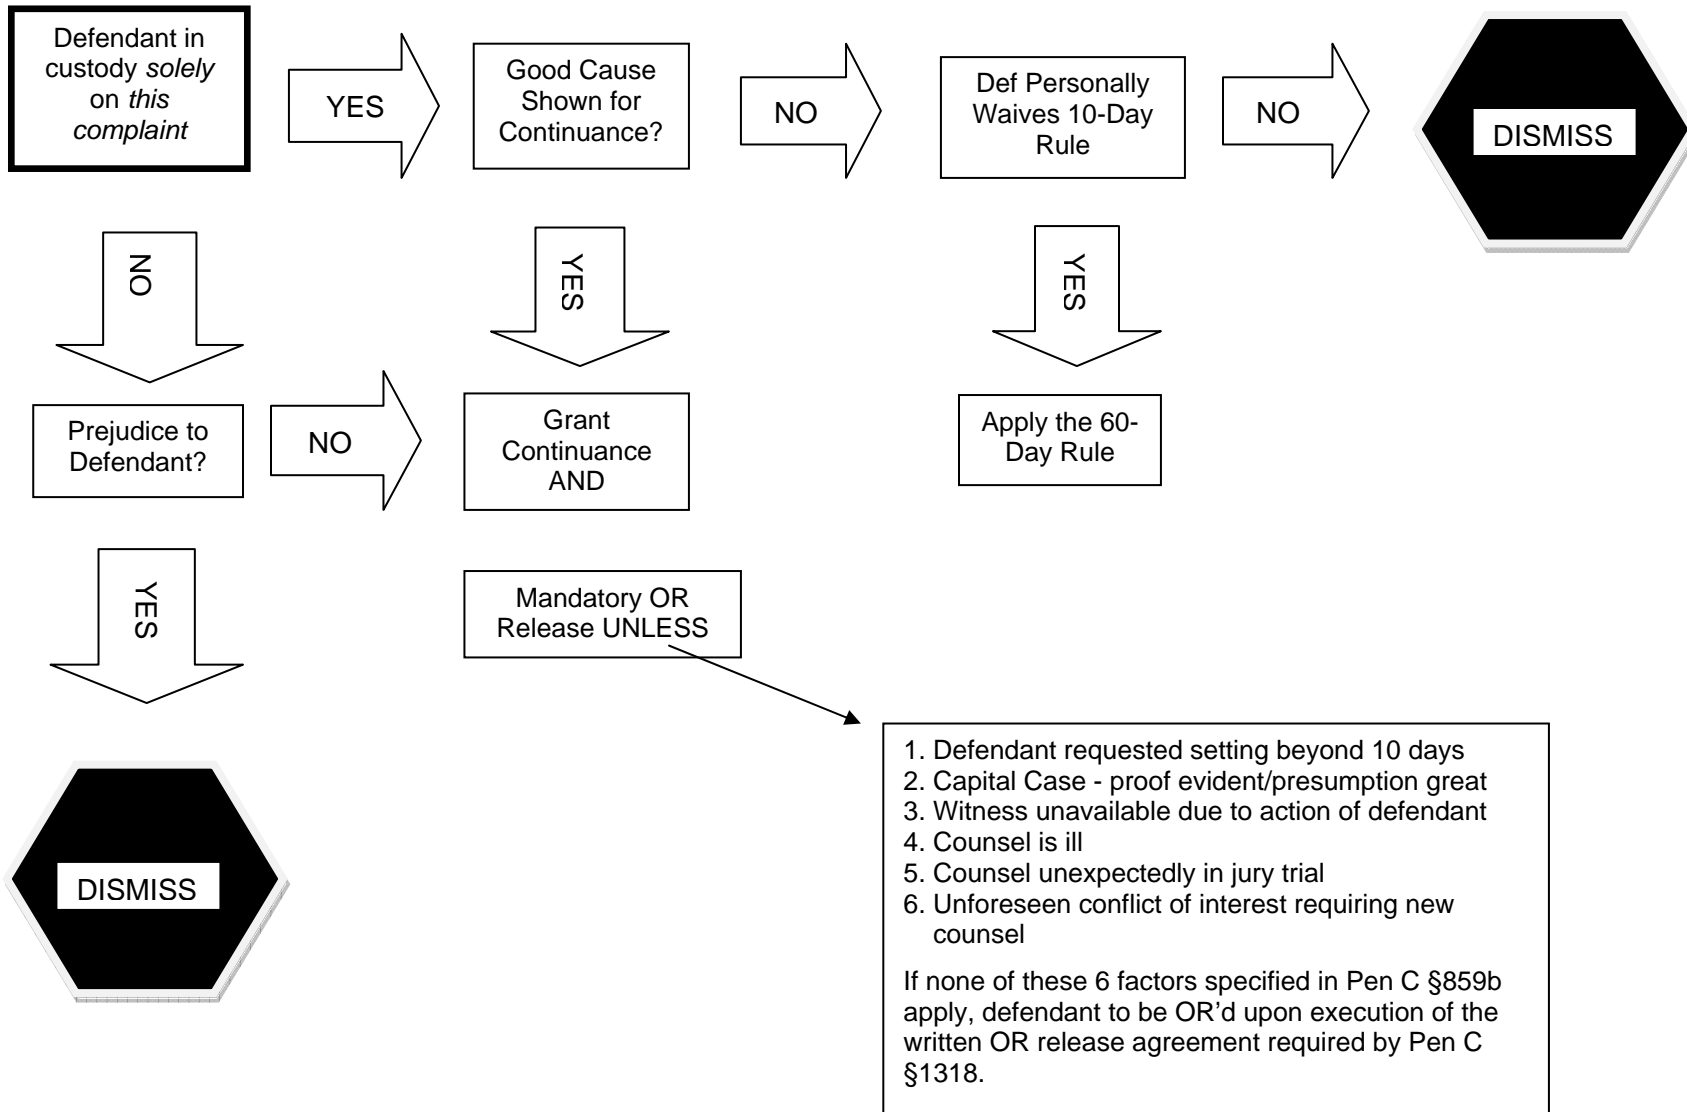 Defendant in
custody solely
on this
complaint
YES
Good Cause
Shown for
Continuance?
NO
Def Personally
Waives 10-Day
Rule
NO
DISMISS
NO
YES
YES
Prejudice to
Defendant?
NO
Grant
Continuance
AND
Apply the 60-
Day Rule
YES
Mandatory OR
Release UNLESS
DISMISS
1. Defendant requested setting beyond 10 days
2. Capital Case - proof evident/presumption great
3. Witness unavailable due to action of defendant
4. Counsel is ill
5. Counsel unexpectedly in jury trial
6. Unforeseen conflict of interest requiring new
counsel
If none of these 6 factors specified in Pen C §859b
apply, defendant to be OR’d upon execution of the
written OR release agreement required by Pen C
§1318.